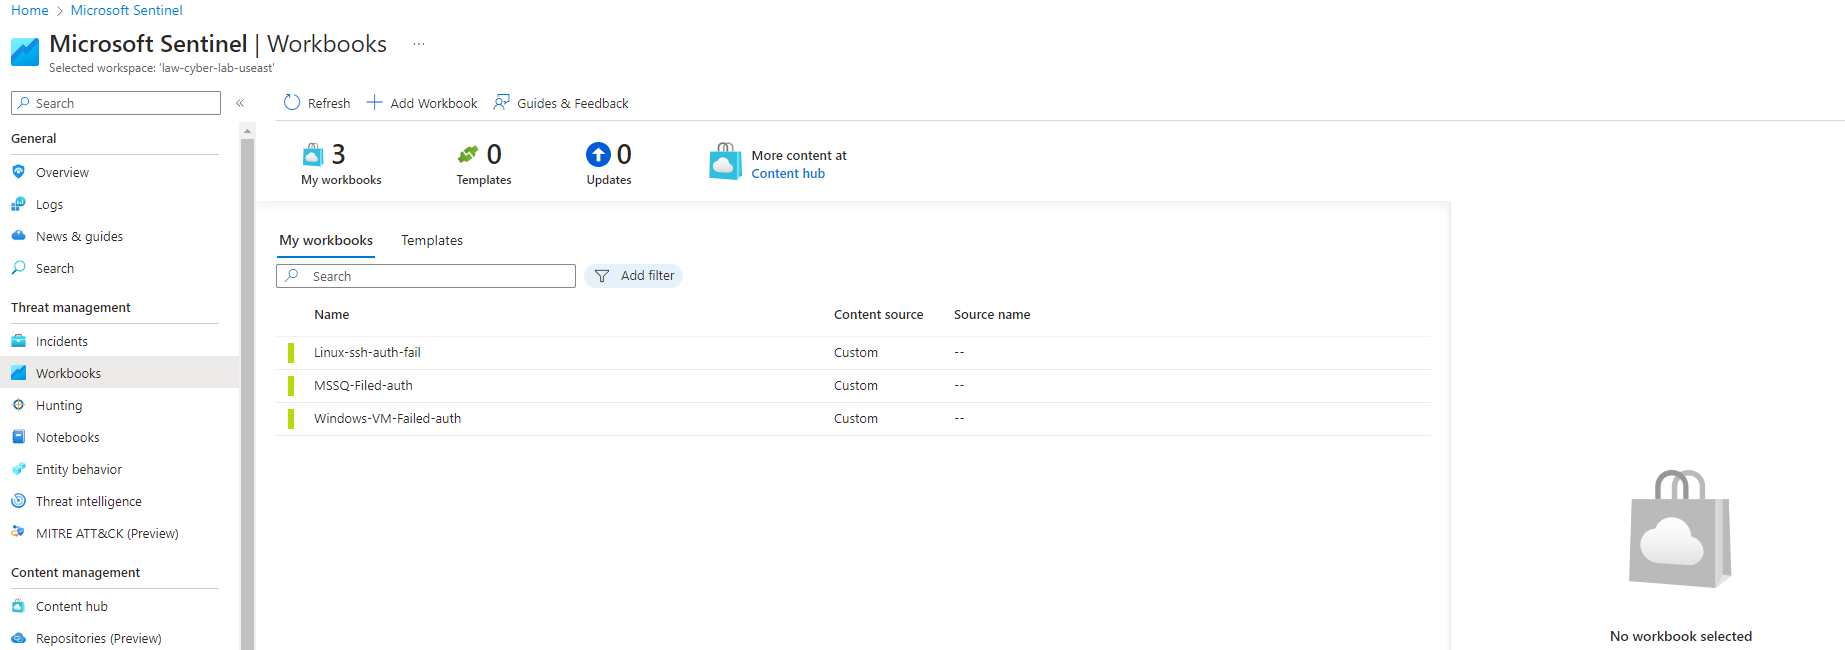 Home > Microsoft Sentinel
Microsoft Sentinel | Workbooks ...
Selected workspace: 'law-cyber-lab-useast'
Search «
General
Overview
Logs
News & guides
Search
Threat management
Incidents
Workbooks
Hunting
Notebooks
Entity behavior
Threat intelligence
MITRE ATT&CK (Preview)
Content management
Content hub
Repositories (Preview)
Refresh Add Workbook Guides & Feedback
3 My workbooks
0 Templates
0 Updates
More content at
Content hub
My workbooks Templates
Search Add filter
Name Content source Source name
Linux-ssh-auth-fail Custom --
MSSQ-Filed-auth Custom --
Windows-VM-Failed-auth Custom --
No workbook selected